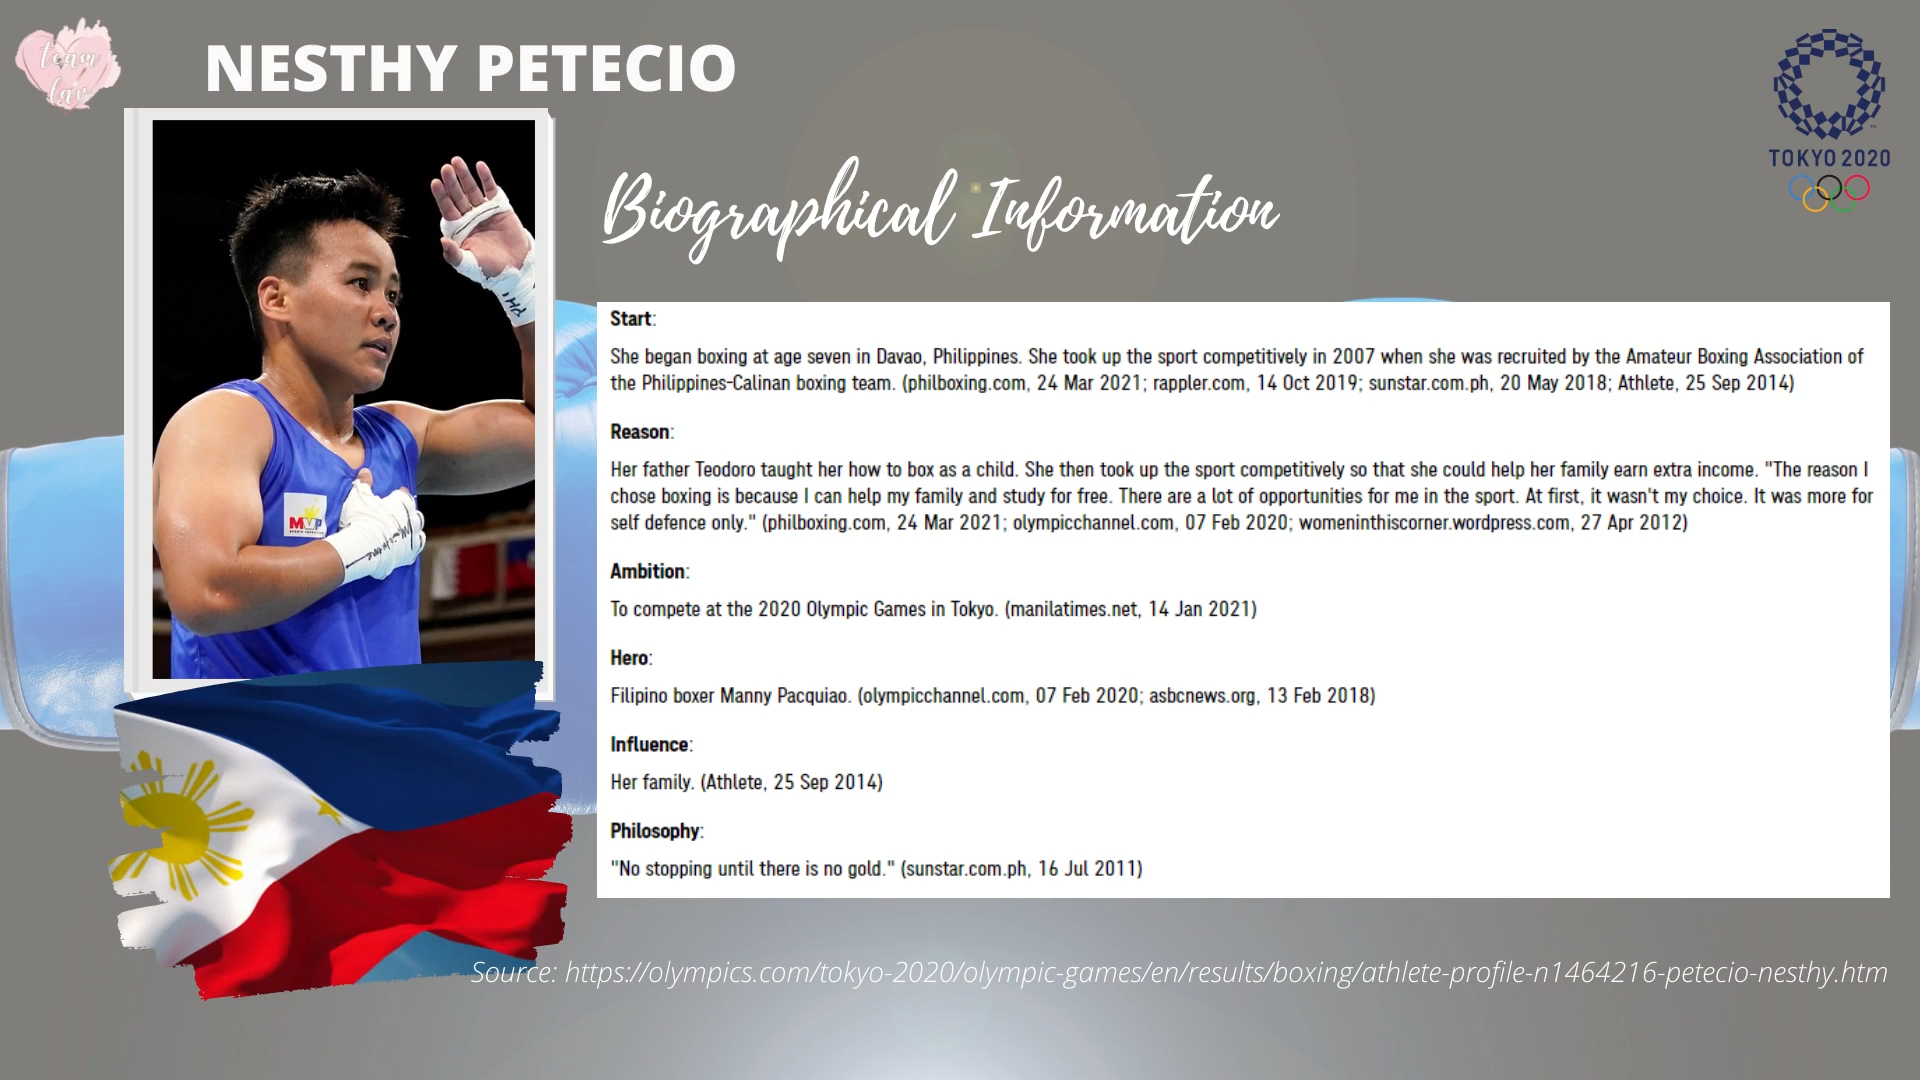 team
lav
NESTHY PETECIO
TOKYO 2020
Biographical Information
PHI
MVP
Start:
She began boxing at age seven in Davao, Philippines. She took up the sport competitively in 2007 when she was recruited by the Amateur Boxing Association of
the Philippines-Calinan boxing team. (philboxing.com, 24 Mar 2021; rappler.com, 14 Oct 2019; sunstar.com.ph, 20 May 2018; Athlete, 25 Sep 2014)
Reason:
Her father Teodoro taught her how to box as a child. She then took up the sport competitively so that she could help her family earn extra income. "The reason I
chose boxing is because I can help my family and study for free. There are a lot of opportunities for me in the sport. At first, it wasn't my choice. It was more for
self defence only." (philboxing.com, 24 Mar 2021; olympicchannel.com, 07 Feb 2020; womeninthiscorner.wordpress.com, 27 Apr 2012)
Ambition:
To compete at the 2020 Olympic Games in Tokyo. (manilatimes.net, 14 Jan 2021)
Hero:
Filipino boxer Manny Pacquiao. (olympicchannel.com, 07 Feb 2020; asbcnews.org, 13 Feb 2018)
Influence:
Her family. (Athlete, 25 Sep 2014)
Philosophy:
"No stopping until there is no gold." (sunstar.com.ph, 16 Jul 2011)
Source: https://olympics.com/tokyo-2020/olympic-games/en/results/boxing/athlete-profile-n1464216-petecio-nesthy.htm